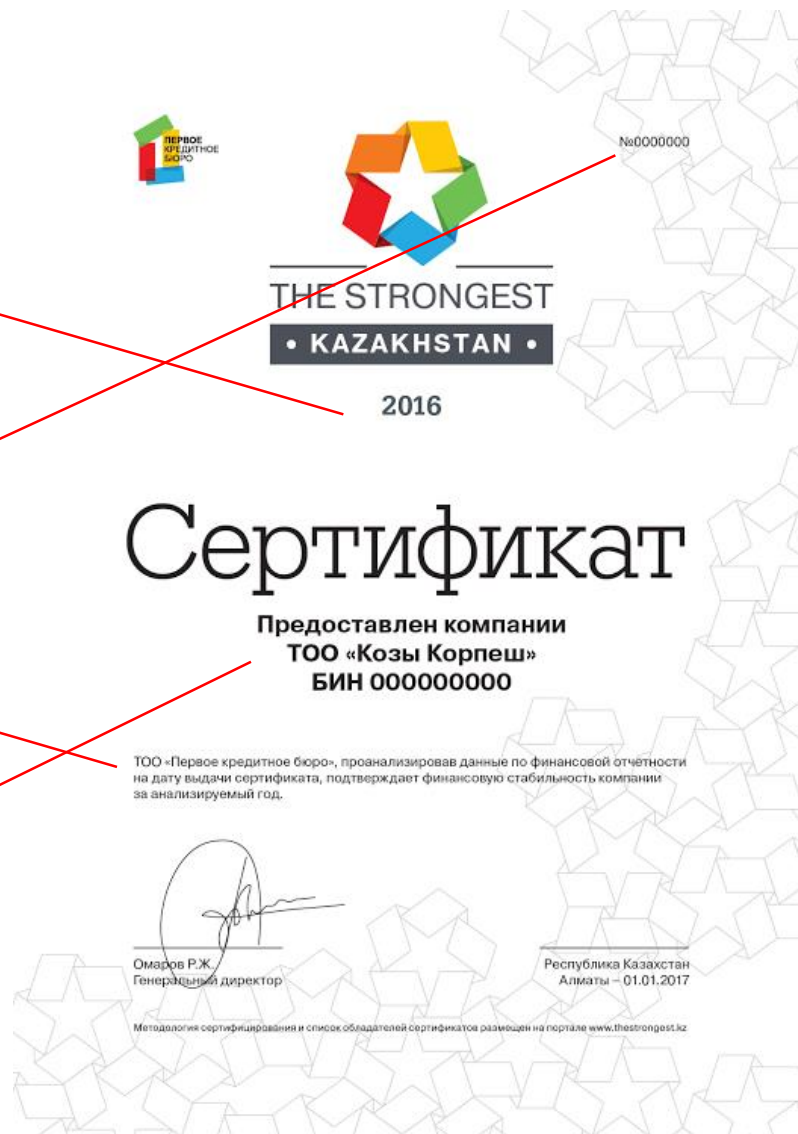 ПЕРВОЕ
КРЕДИТНОЕ
БЮРО
№0000000
THE STRONGEST
• KAZAKHSTAN •
2016
Сертификат
Предоставлен компании
ТОО «Козы Корпеш»
БИН 000000000
ТОО «Первое кредитное бюро», проанализировав данные по финансовой отчетности
на дату выдачи сертификата, подтверждает финансовую стабильность компании
за анализируемый год.
Омаров Р.Ж.
Генеральный директор
Республика Казахстан
Алматы – 01.01.2017
Методология сертифицирования и список обладателей сертификатов размещен на портале www.thestrongest.kz